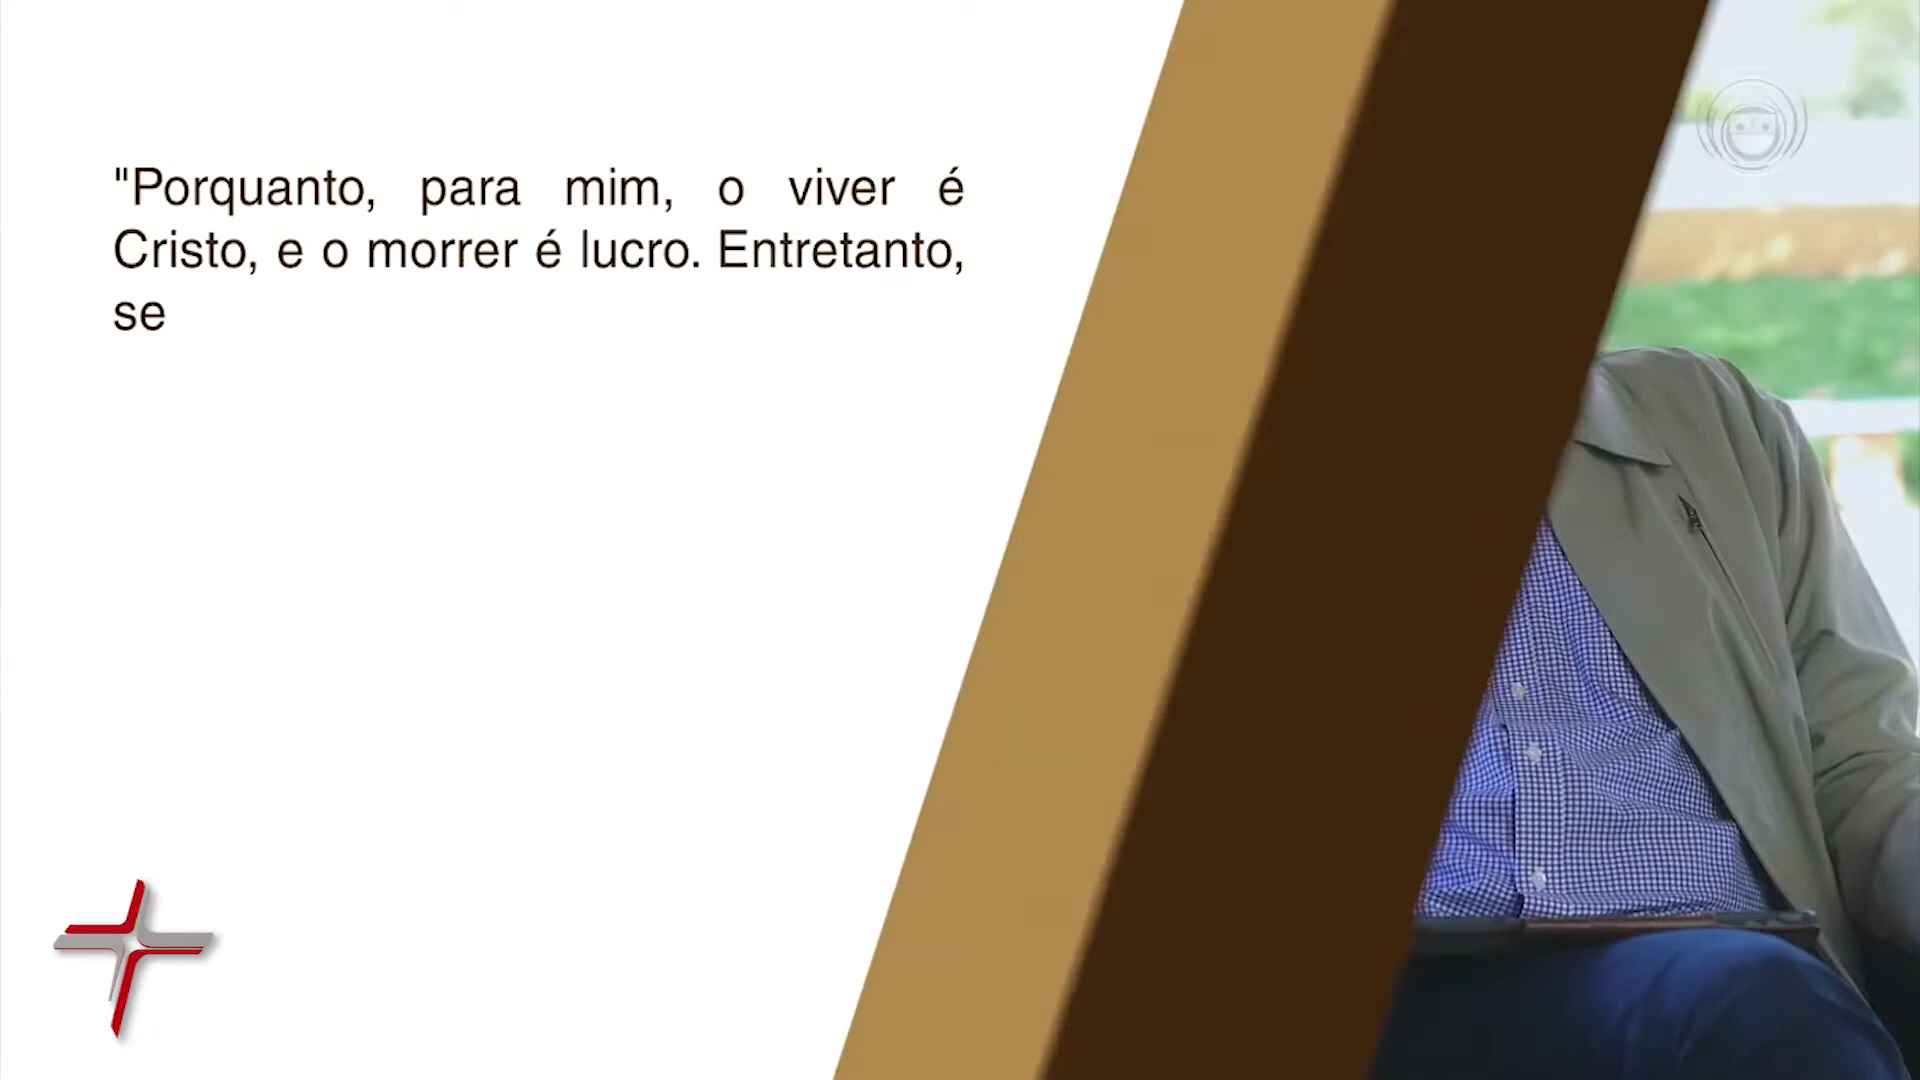 "Porquanto, para mim, o viver é
Cristo, e o morrer é lucro. Entretanto,
se